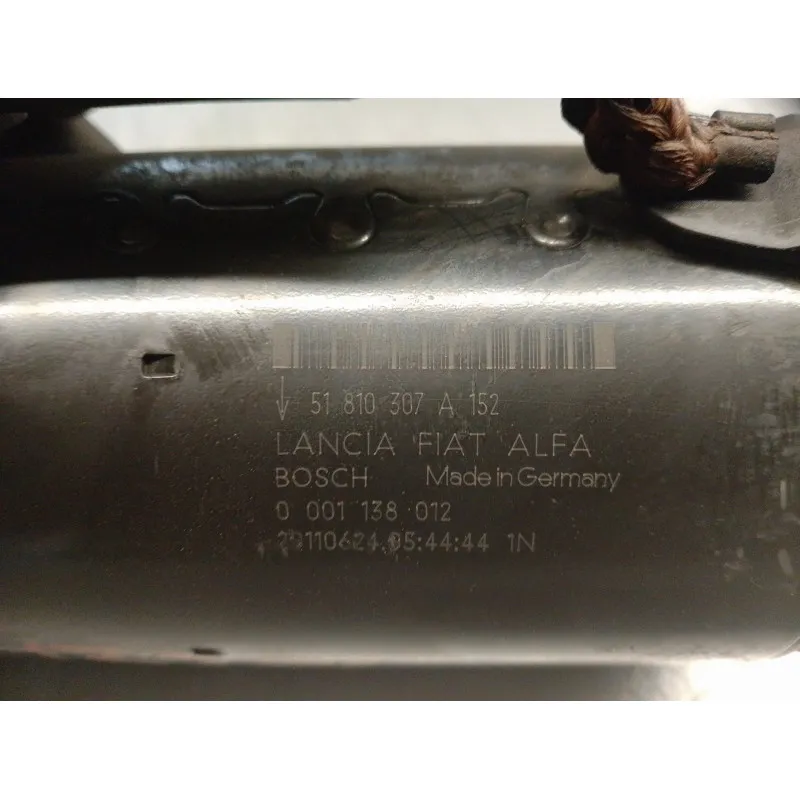 ↓ 51 810 307 A 152
LANCIA FIAT ALFA
BOSCH Made in Germany
0 001 138 012
05:44:44 1N